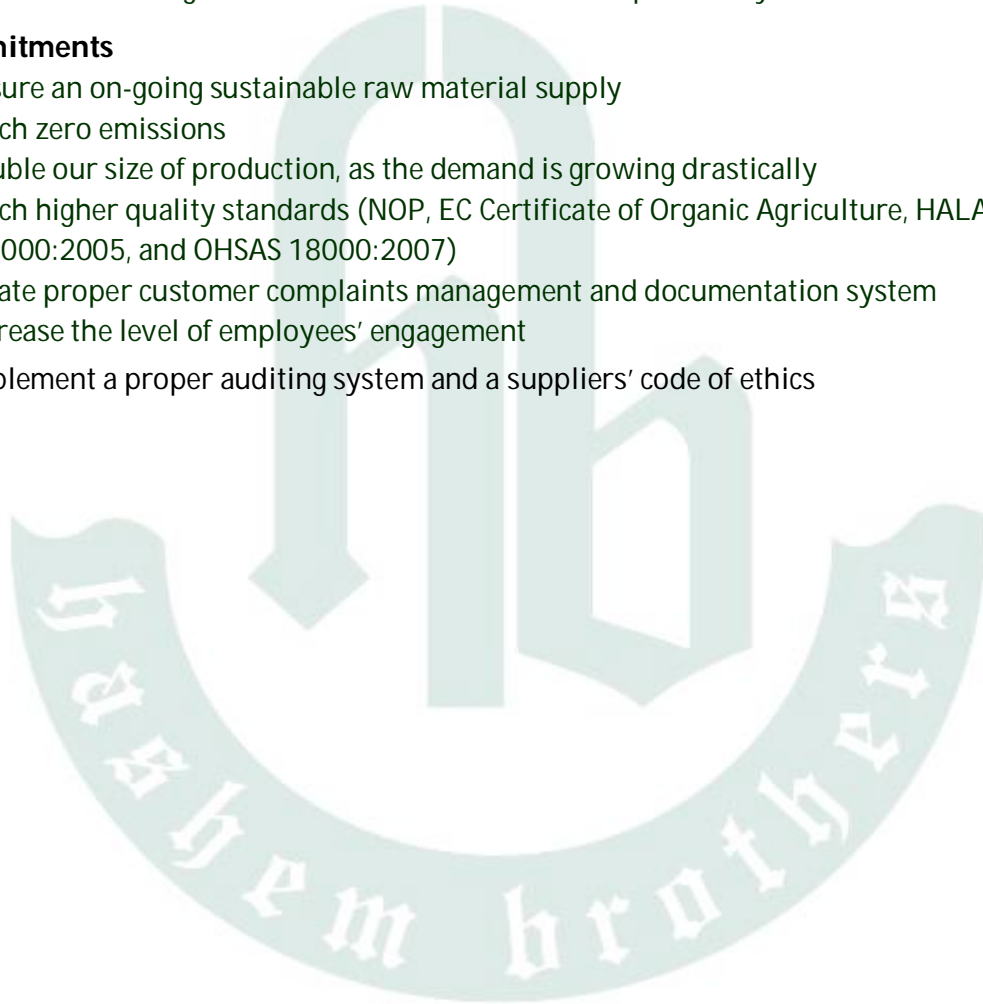 nitments
sure an on-going sustainable raw material supply
ch zero emissions
uble our size of production, as the demand is growing drastically
ch higher quality standards (NOP, EC Certificate of Organic Agriculture, HALA
000:2005, and OHSAS 18000:2007)
ate proper customer complaints management and documentation system
rease the level of employees’ engagement
plement a proper auditing system and a suppliers’ code of ethics
hb
hashem brothers